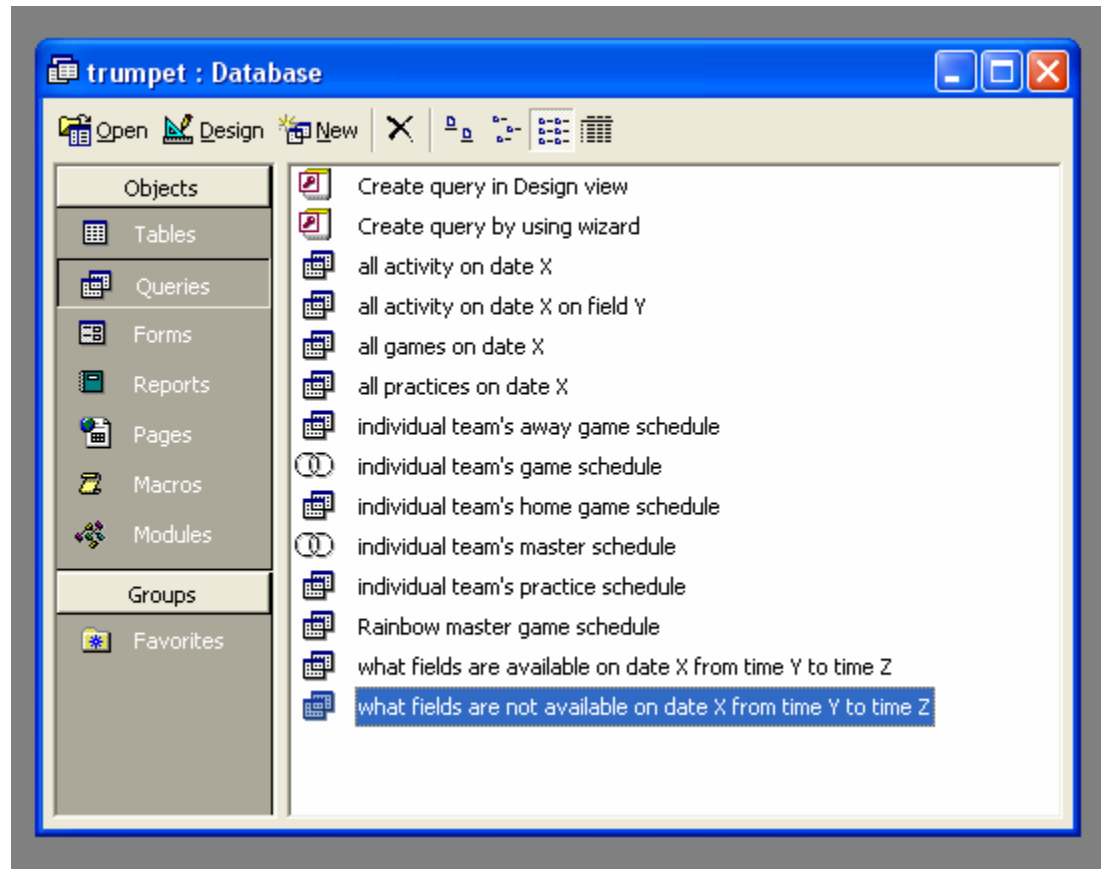 trumpet : Database
Open Design New
Objects
Tables
Queries
Forms
Reports
Pages
Macros
Modules
Groups
Favorites
Create query in Design view
Create query by using wizard
all activity on date X
all activity on date X on field Y
all games on date X
all practices on date X
individual team's away game schedule
individual team's game schedule
individual team's home game schedule
individual team's master schedule
individual team's practice schedule
Rainbow master game schedule
what fields are available on date X from time Y to time Z
what fields are not available on date X from time Y to time Z